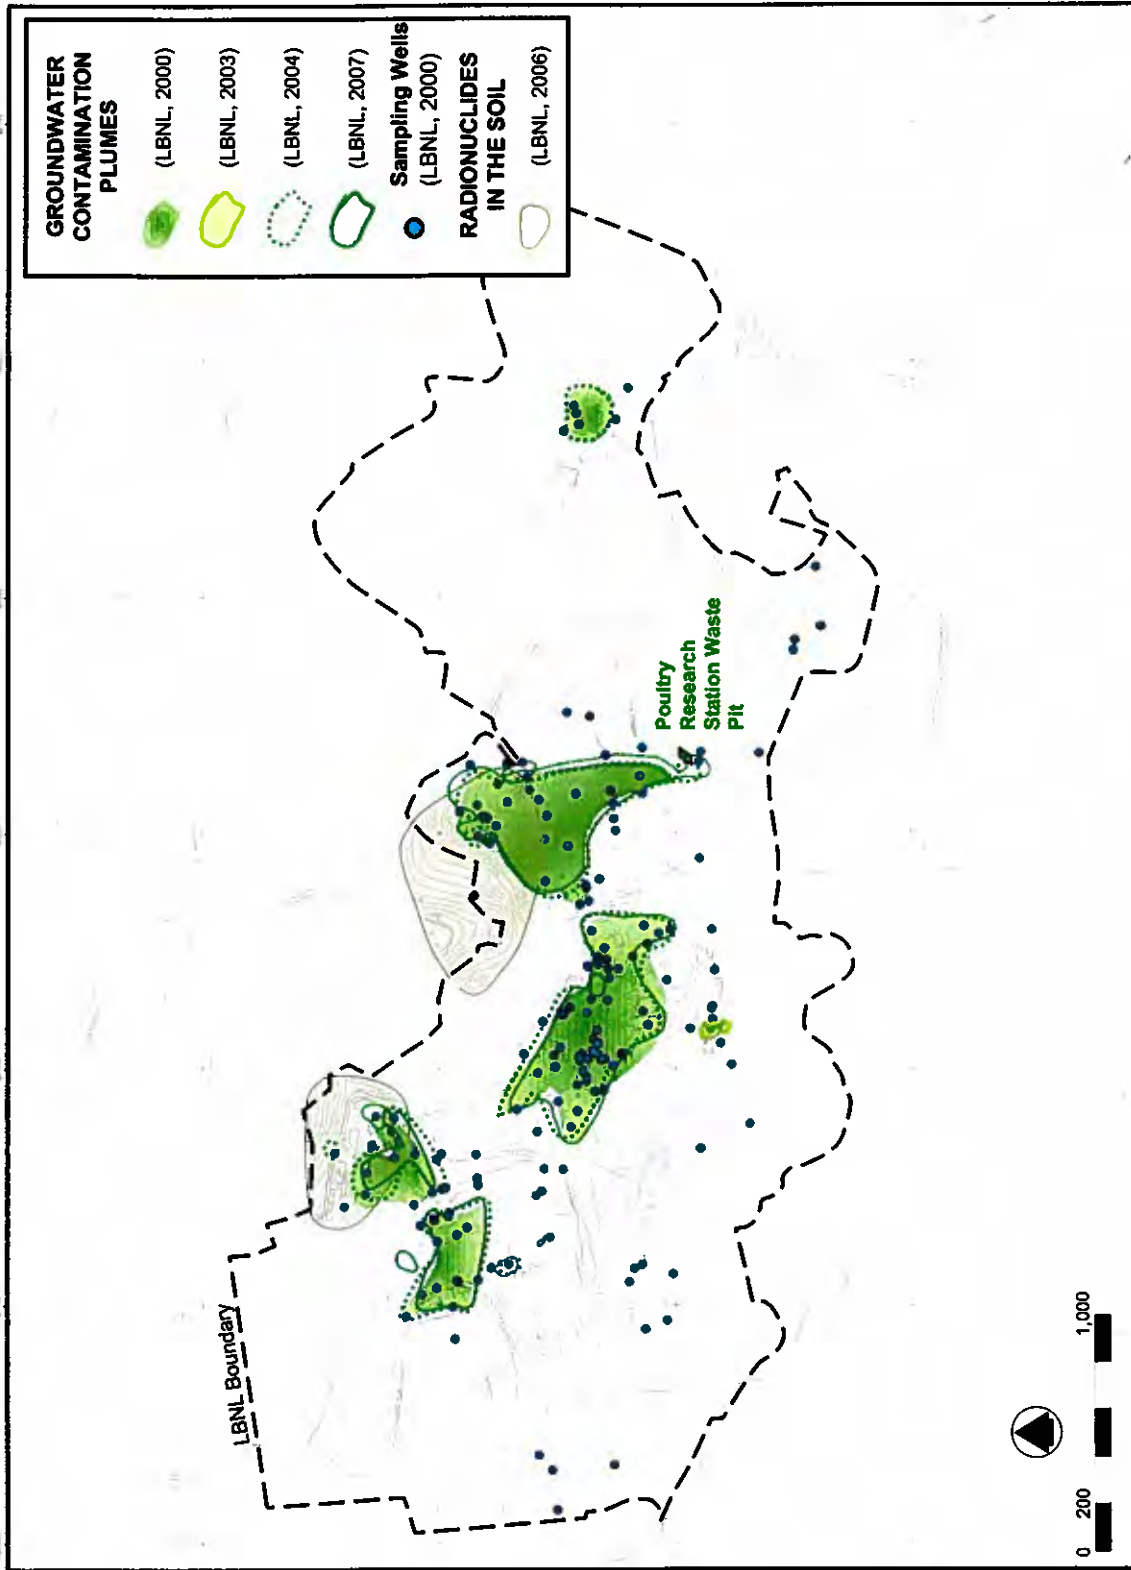 GROUNDWATER
CONTAMINATION
PLUMES
(LBNL, 2000)
(LBNL, 2003)
(LBNL, 2004)
(LBNL, 2007)
Sampling Wells
(LBNL, 2000)
RADIONUCLIDES
IN THE SOIL
(LBNL, 2006)
LBNL Boundary
Poultry
Research
Station Waste
Pit
0 200 1,000